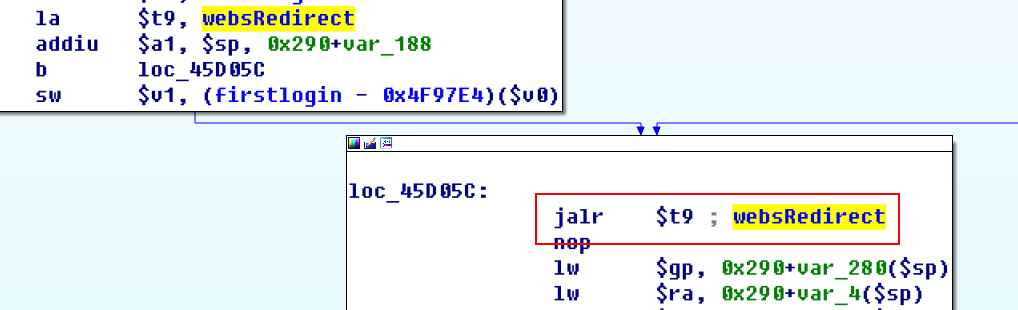 la $t9, websRedirect
addiu $a1, $sp, 0x290+var_188
b loc_45D05C
sw $v1, (firstlogin - 0x4F97E4)($v0)
loc_45D05C:
jalr $t9 ; websRedirect
nop
lw $gp, 0x290+var_280($sp)
lw $ra, 0x290+var_4($sp)